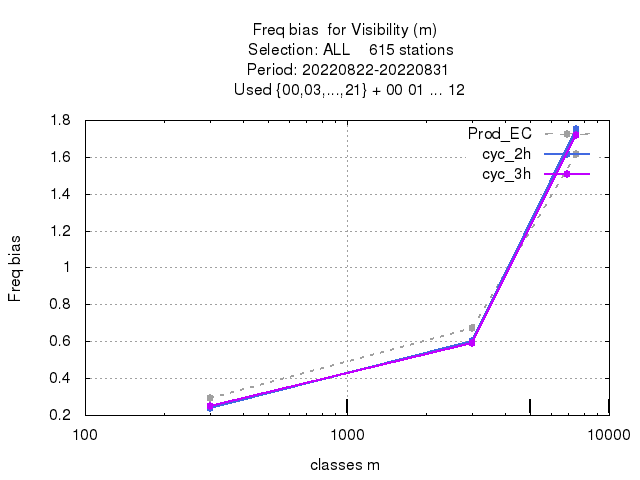 Freq bias  for Visibility (m)
Selection: ALL    615 stations
Period: 20220822-20220831
Used {00,03,...,21} + 00 01 ... 12
Prod_EC
cyc_2h
cyc_3h
Freq bias
1.8
1.6
1.4
1.2
1
0.8
0.6
0.4
0.2
100
1000
10000
classes m